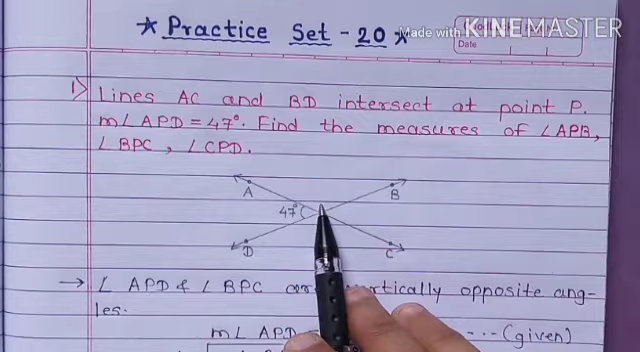 * Practice Set - 20 *
Made with KINEMASTER
Date
1) Lines AC and BD intersect at point P.
m∠APD = 47°. Find the measures of ∠APB,
∠BPC, ∠CPD.
A
B
47°
D
C
→ ∠ APD & ∠ BPC are vertically opposite ang-
les.
m∠ APD = ... (given)